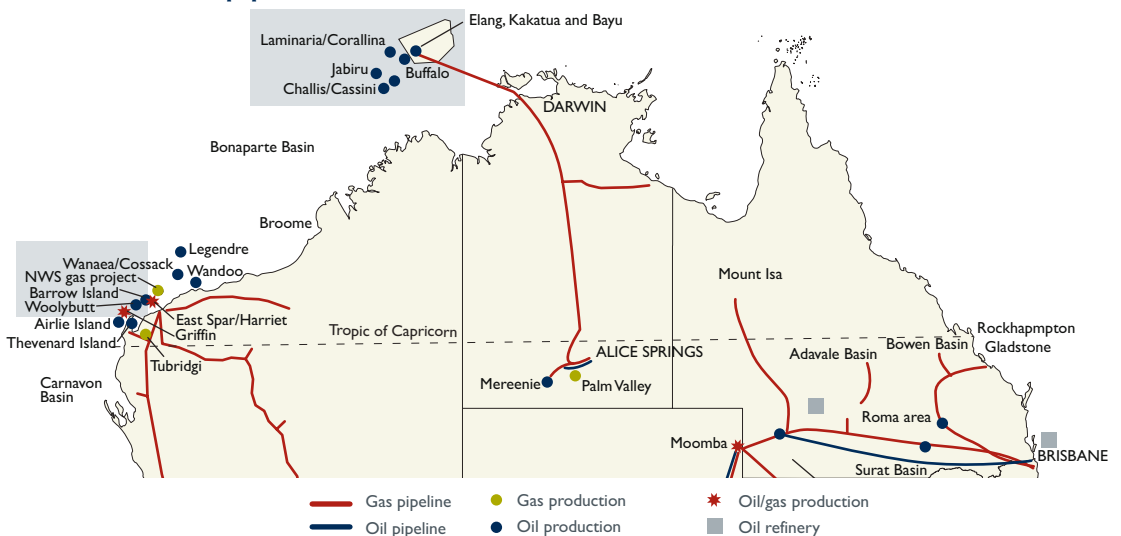 Elang, Kakatua and Bayu
Laminaria/Corallina
Jabiru
Buffalo
Challis/Cassini
DARWIN
Bonaparte Basin
Broome
Legendre
Wanaea/Cossack
Wandoo
NWS gas project
Barrow Island
Woolybutt
East Spar/Harriet
Airlie Island
Griffin
Thevenard Island
Tubridgi
Carnavon
Basin
Tropic of Capricorn
ALICE SPRINGS
Mereenie
Palm Valley
Mount Isa
Rockhapmpton
Gladstone
Bowen Basin
Adavale Basin
Roma area
Moomba
BRISBANE
Surat Basin
Gas pipeline
Gas production
Oil/gas production
Oil pipeline
Oil production
Oil refinery